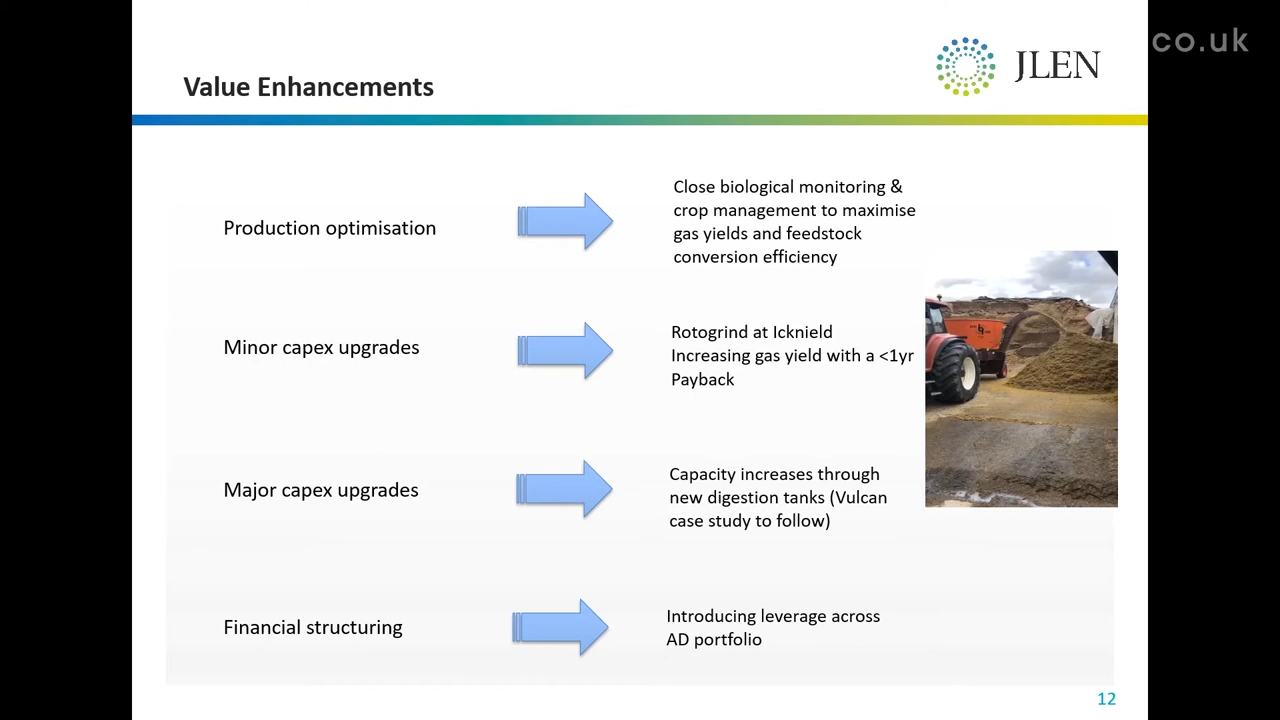 co.uk
JLEN
Value Enhancements
Production optimisation
Close biological monitoring &
crop management to maximise
gas yields and feedstock
conversion efficiency
Minor capex upgrades
Rotogrind at Icknield
Increasing gas yield with a <1yr
Payback
Major capex upgrades
Capacity increases through
new digestion tanks (Vulcan
case study to follow)
Financial structuring
Introducing leverage across
AD portfolio
12